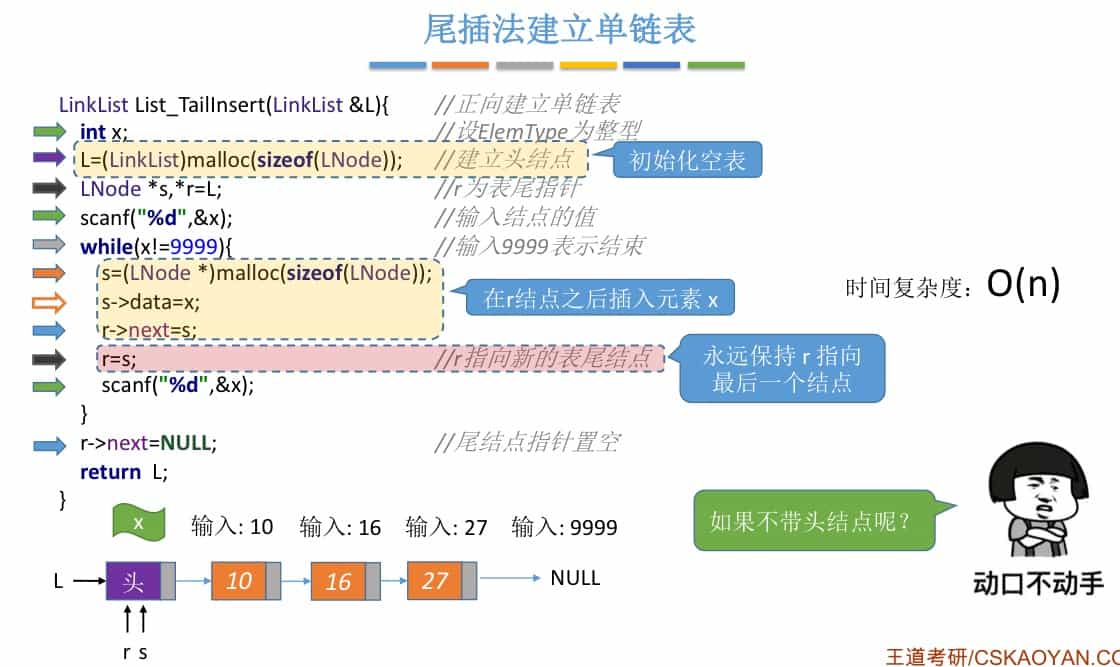 尾插法建立单链表
LinkList List_TailInsert(LinkList &L){ //正向建立单链表
int x; //设ElemType为整型
L=(LinkList)malloc(sizeof(LNode)); //建立头结点
初始化空表
LNode *s,*r=L; //r为表尾指针
scanf("%d",&x); //输入结点的值
while(x!=9999){ //输入9999表示结束
s=(LNode *)malloc(sizeof(LNode));
s->data=x;
r->next=s;
在r结点之后插入元素 x
时间复杂度：O(n)
r=s; //r指向新的表尾结点
永远保持 r 指向
最后一个结点
scanf("%d",&x);
}
r->next=NULL; //尾结点指针置空
return L;
}
x 输入: 10 输入: 16 输入: 27 输入: 9999
L 头 10 16 27 NULL
r s
如果不带头结点呢？
动口不动手
王道考研/CSKAOYAN.CO